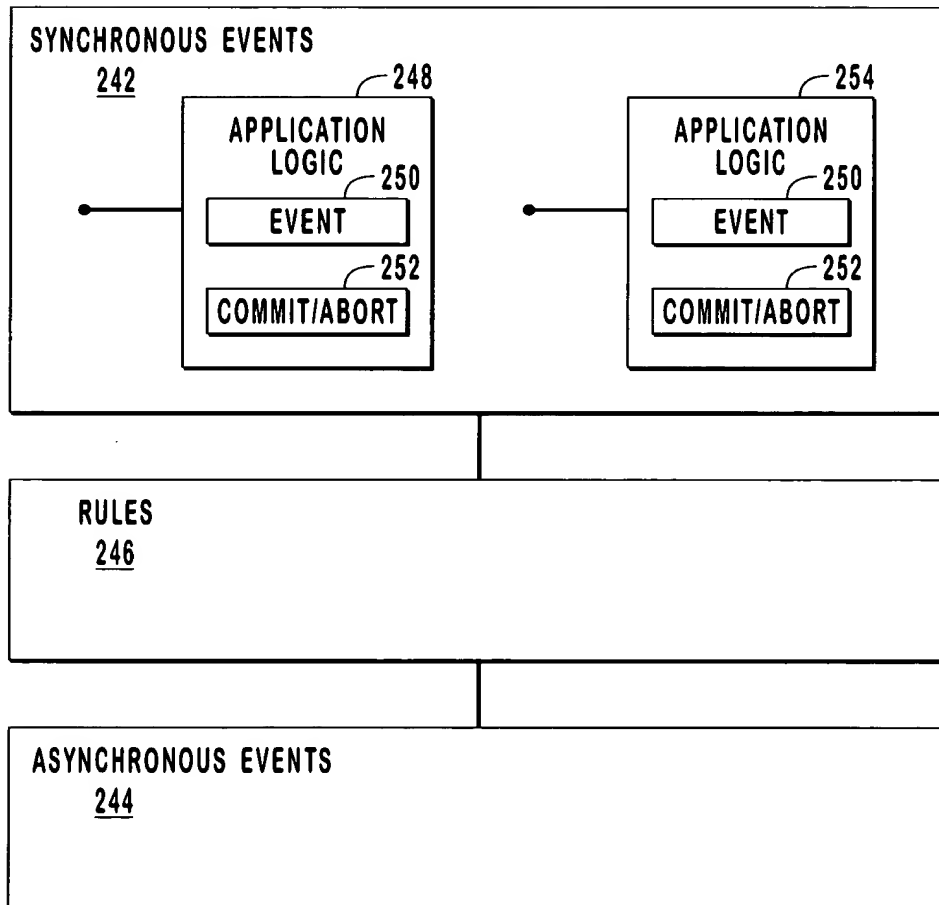 SYNCHRONOUS EVENTS
242
248
APPLICATION
LOGIC
250
EVENT
252
COMMIT/ABORT
254
APPLICATION
LOGIC
250
EVENT
252
COMMIT/ABORT
RULES
246
ASYNCHRONOUS EVENTS
244